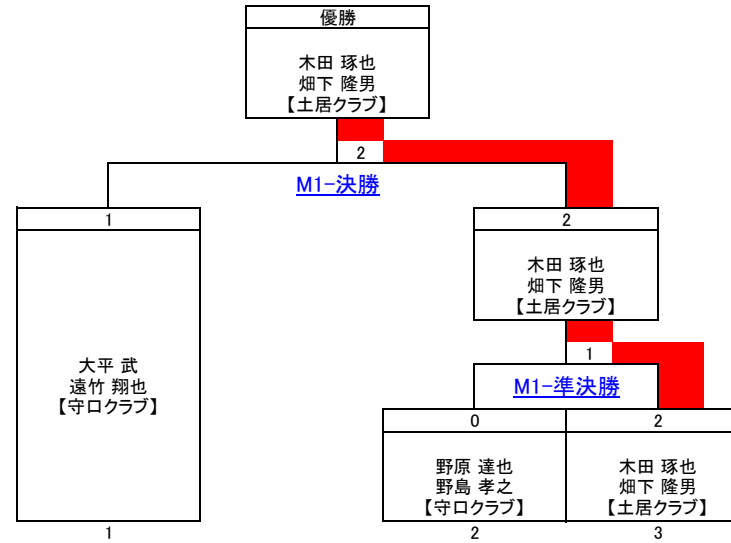 優勝
木田 琢也
畑下 隆男
【土居クラブ】
2
M1-決勝
1
2
木田 琢也
畑下 隆男
【土居クラブ】
大平 武
遠竹 翔也
【守口クラブ】
1
M1-準決勝
0
2
野原 達也
野島 孝之
【守口クラブ】
木田 琢也
畑下 隆男
【土居クラブ】
1
2
3